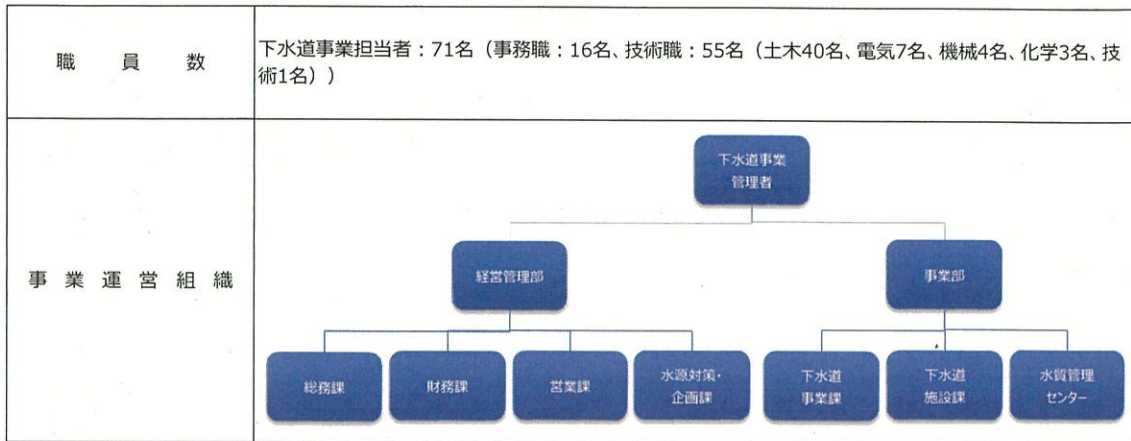 職員数
下水道事業担当者：71名（事務職：16名、技術職：55名（土木40名、電気7名、機械4名、化学3名、技
術1名））
事業運営組織
下水道事業
管理者
経営管理部
事業部
総務課
財務課
営業課
水源対策・
企画課
下水道
事業課
下水道
施設課
水質管理
センター